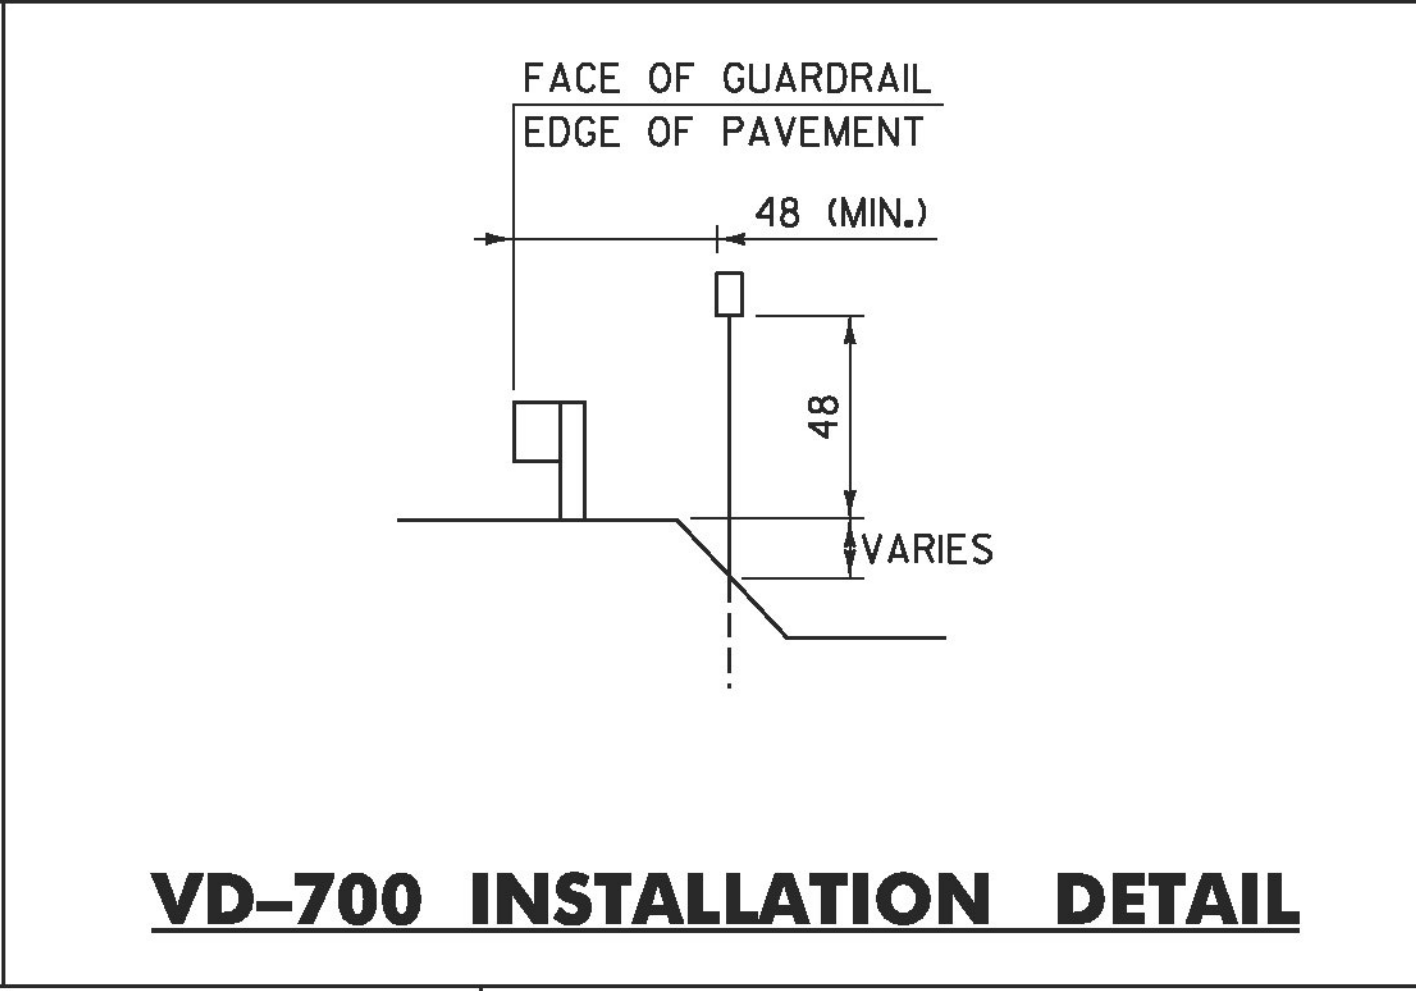 FACE OF GUARDRAIL
EDGE OF PAVEMENT
48 (MIN.)
48
VARIES
VD-700 INSTALLATION DETAIL